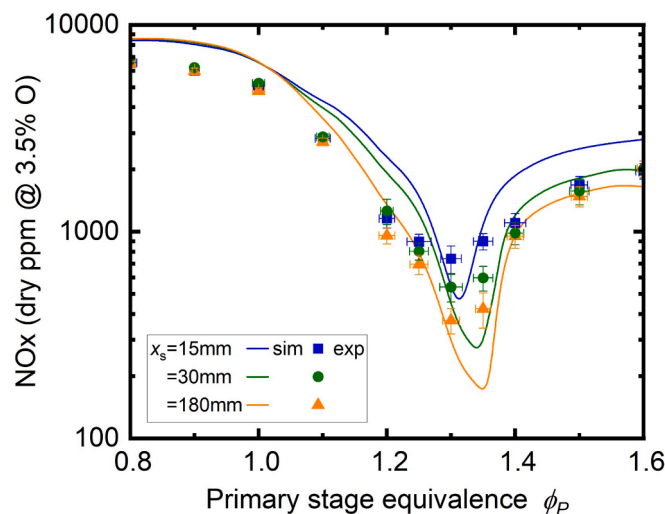 10000
1000
100
NOx (dry ppm @ 3.5% O)
xs=15mm sim exp
=30mm
=180mm
0.8 1.0 1.2 1.4 1.6
Primary stage equivalence ϕP